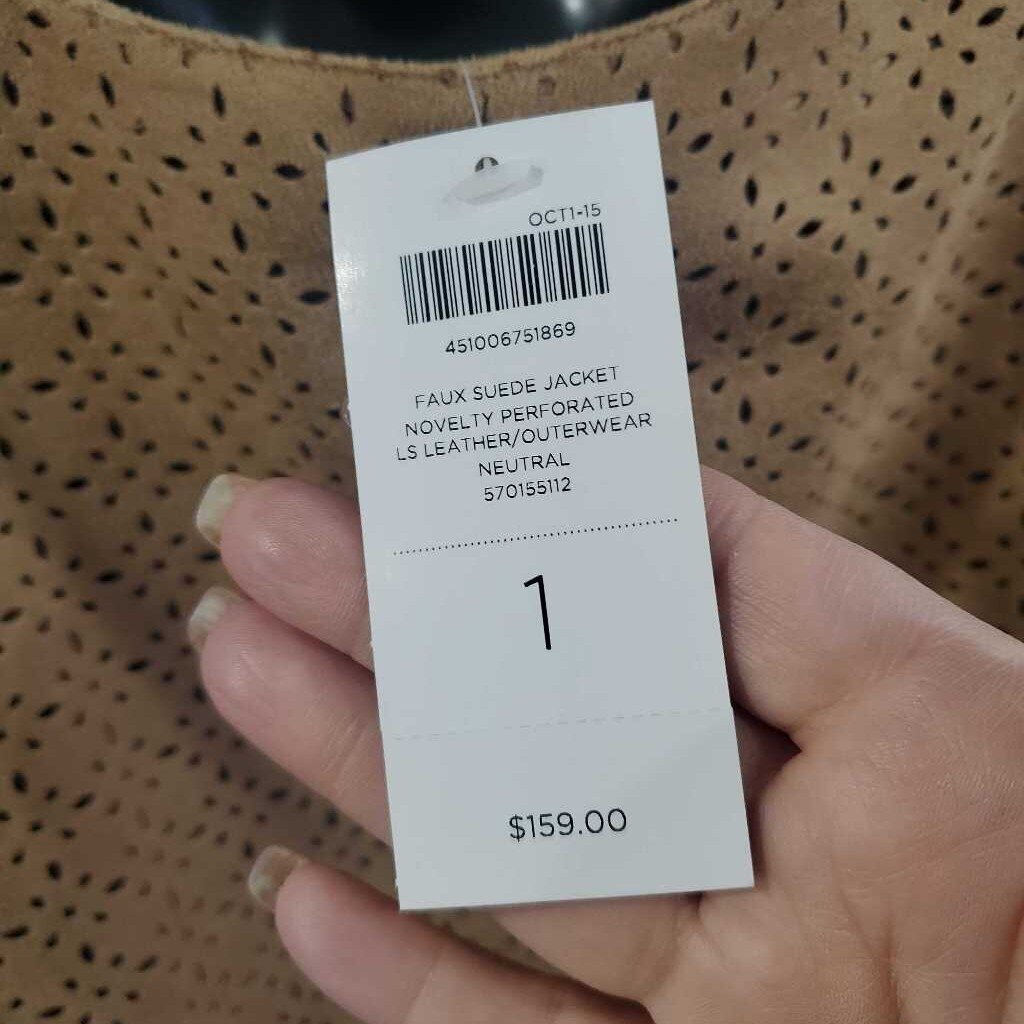 OCT1-15
451006751869
FAUX SUEDE JACKET
NOVELTY PERFORATED
LS LEATHER/OUTERWEAR
NEUTRAL
570155112
1
$159.00